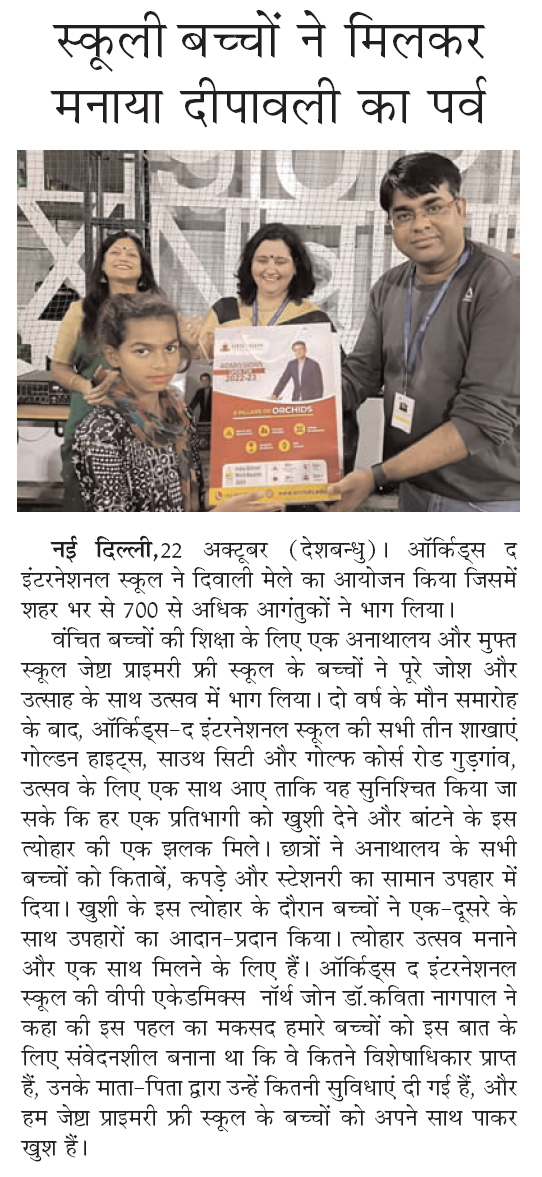 स्कूली बच्चों ने मिलकर
मनाया दीपावली का पर्व
ADMISSIONS
2022-23
5 PILLARS OF ORCHIDS
नई दिल्ली,22 अक्टूबर (देशबन्धु)। ऑर्किड्स द
इंटरनेशनल स्कूल ने दिवाली मेले का आयोजन किया जिसमें
शहर भर से 700 से अधिक आगंतुकों ने भाग लिया।
वंचित बच्चों की शिक्षा के लिए एक अनाथालय और मुफ्त
स्कूल जेष्टा प्राइमरी फ्री स्कूल के बच्चों ने पूरे जोश और
उत्साह के साथ उत्सव में भाग लिया। दो वर्ष के मौन समारोह
के बाद, ऑर्किड्स-द इंटरनेशनल स्कूल की सभी तीन शाखाएं
गोल्डन हाइट्स, साउथ सिटी और गोल्फ कोर्स रोड गुड़गांव,
उत्सव के लिए एक साथ आए ताकि यह सुनिश्चित किया जा
सके कि हर एक प्रतिभागी को खुशी देने और बांटने के इस
त्योहार की एक झलक मिले। छात्रों ने अनाथालय के सभी
बच्चों को किताबें, कपड़े और स्टेशनरी का सामान उपहार में
दिया। खुशी के इस त्योहार के दौरान बच्चों ने एक-दूसरे के
साथ उपहारों का आदान-प्रदान किया। त्योहार उत्सव मनाने
और एक साथ मिलने के लिए हैं। ऑर्किड्स द इंटरनेशनल
स्कूल की वीपी एकेडमिक्स नॉर्थ जोन डॉ.कविता नागपाल ने
कहा की इस पहल का मकसद हमारे बच्चों को इस बात के
लिए संवेदनशील बनाना था कि वे कितने विशेषाधिकार प्राप्त
हैं, उनके माता-पिता द्वारा उन्हें कितनी सुविधाएं दी गई हैं, और
हम जेष्टा प्राइमरी फ्री स्कूल के बच्चों को अपने साथ पाकर
खुश हैं।